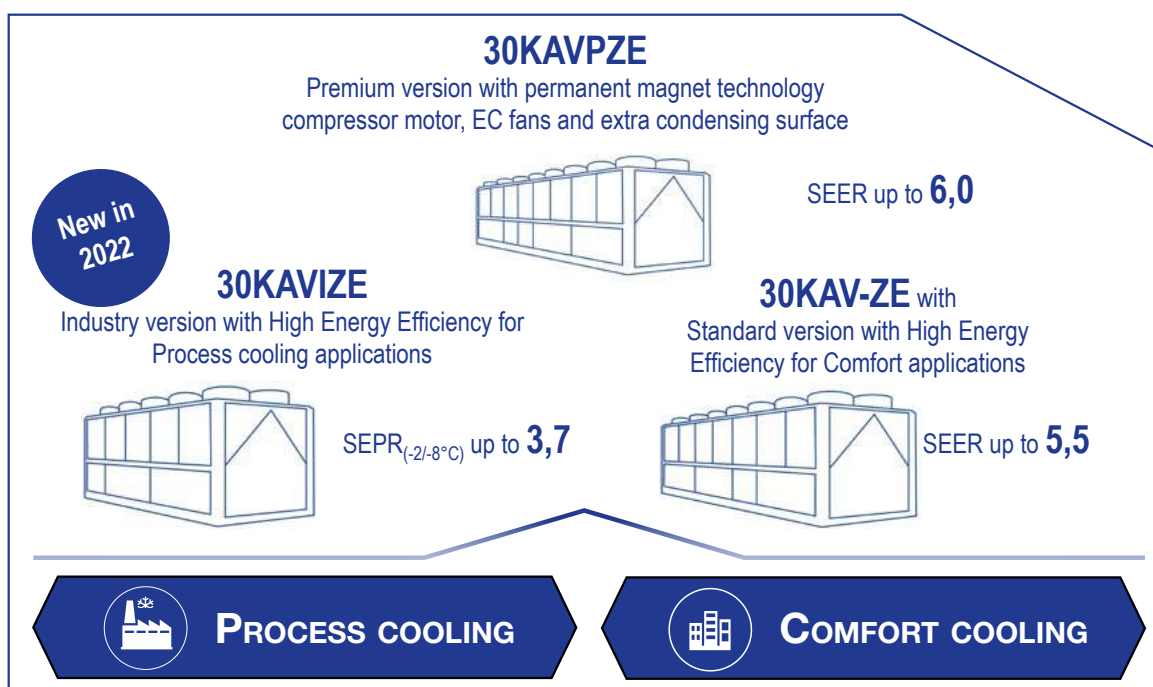 30KAVPZE
Premium version with permanent magnet technology
compressor motor, EC fans and extra condensing surface
SEER up to 6,0
New in
2022
30KAVIZE
Industry version with High Energy Efficiency for
Process cooling applications
SEPR(-2/-8°C) up to 3,7
30KAV-ZE with
Standard version with High Energy
Efficiency for Comfort applications
SEER up to 5,5
PROCESS COOLING
COMFORT COOLING